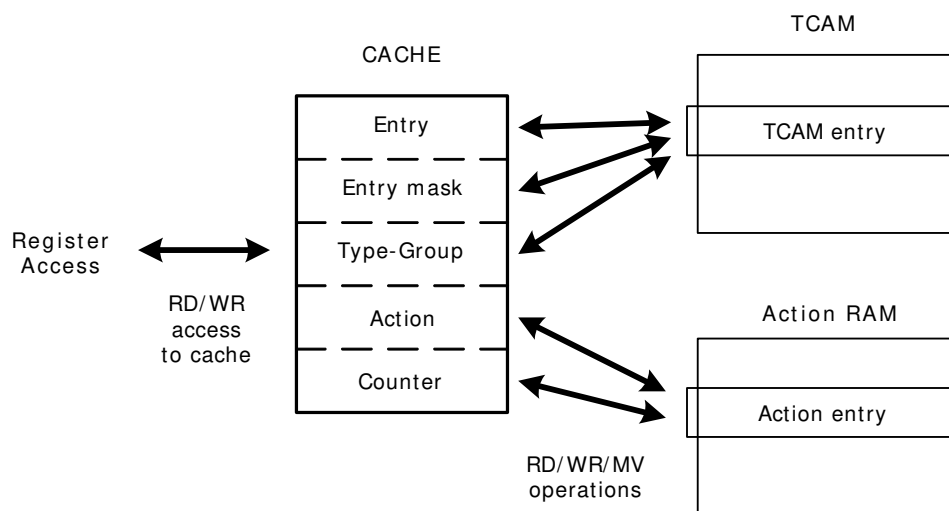 TCAM
CACHE
Entry
TCAM entry
Entry mask
Type-Group
Register
Access
RD/WR
access
to cache
Action
Action RAM
Counter
Action entry
RD/WR/MV
operations